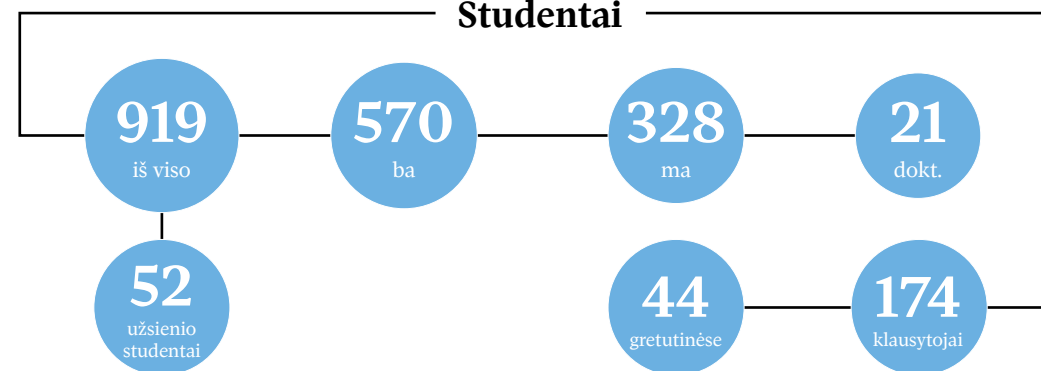 Studentai
919
iš viso
570
ba
328
ma
21
dokt.
52
užsienio
studentai
44
gretutinėse
174
klausytojai